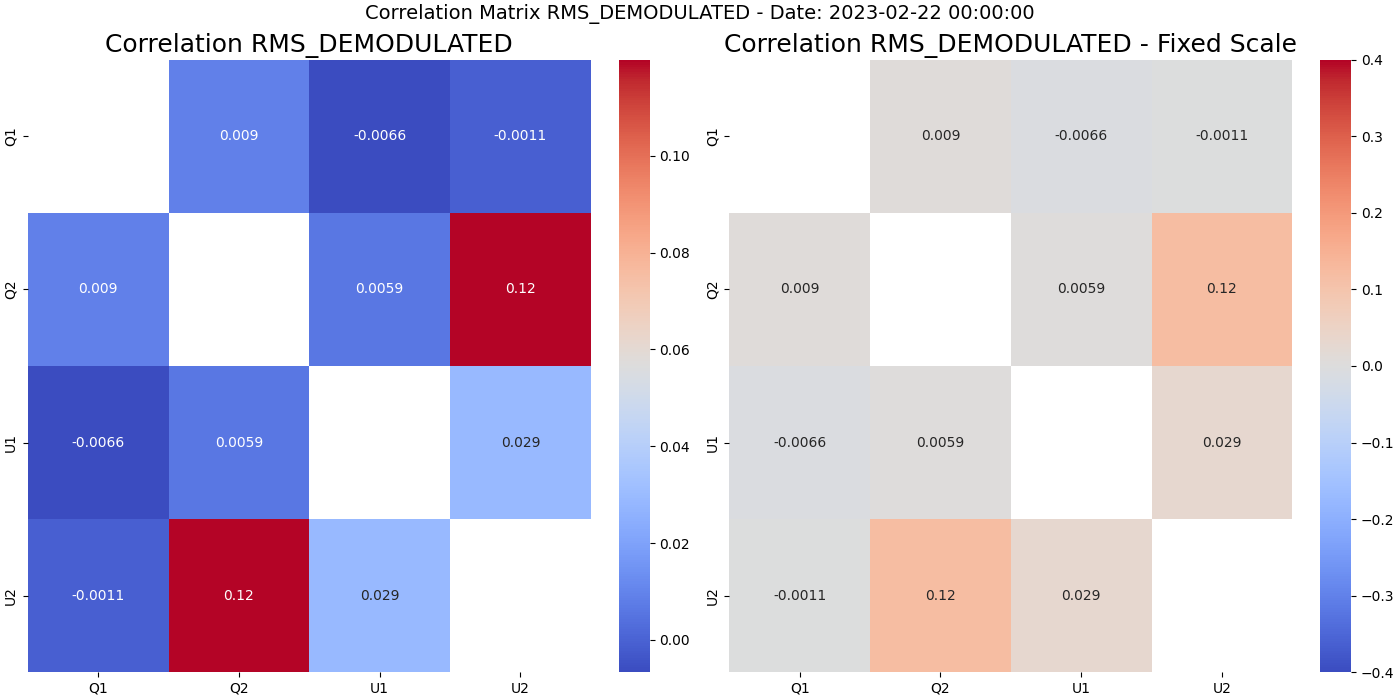 Correlation Matrix RMS_DEMODULATED - Date: 2023-02-22 00:00:00
Correlation RMS_DEMODULATED
Q1
0.009
-0.0066
-0.0011
Q2
0.009
0.0059
0.12
U1
-0.0066
0.0059
0.029
U2
-0.0011
0.12
0.029
Q1
Q2
U1
U2
0.10
0.08
0.06
0.04
0.02
0.00
Correlation RMS_DEMODULATED - Fixed Scale
Q1
0.009
-0.0066
-0.0011
Q2
0.009
0.0059
0.12
U1
-0.0066
0.0059
0.029
U2
-0.0011
0.12
0.029
Q1
Q2
U1
U2
0.4
0.3
0.2
0.1
0.0
−0.1
−0.2
−0.3
−0.4